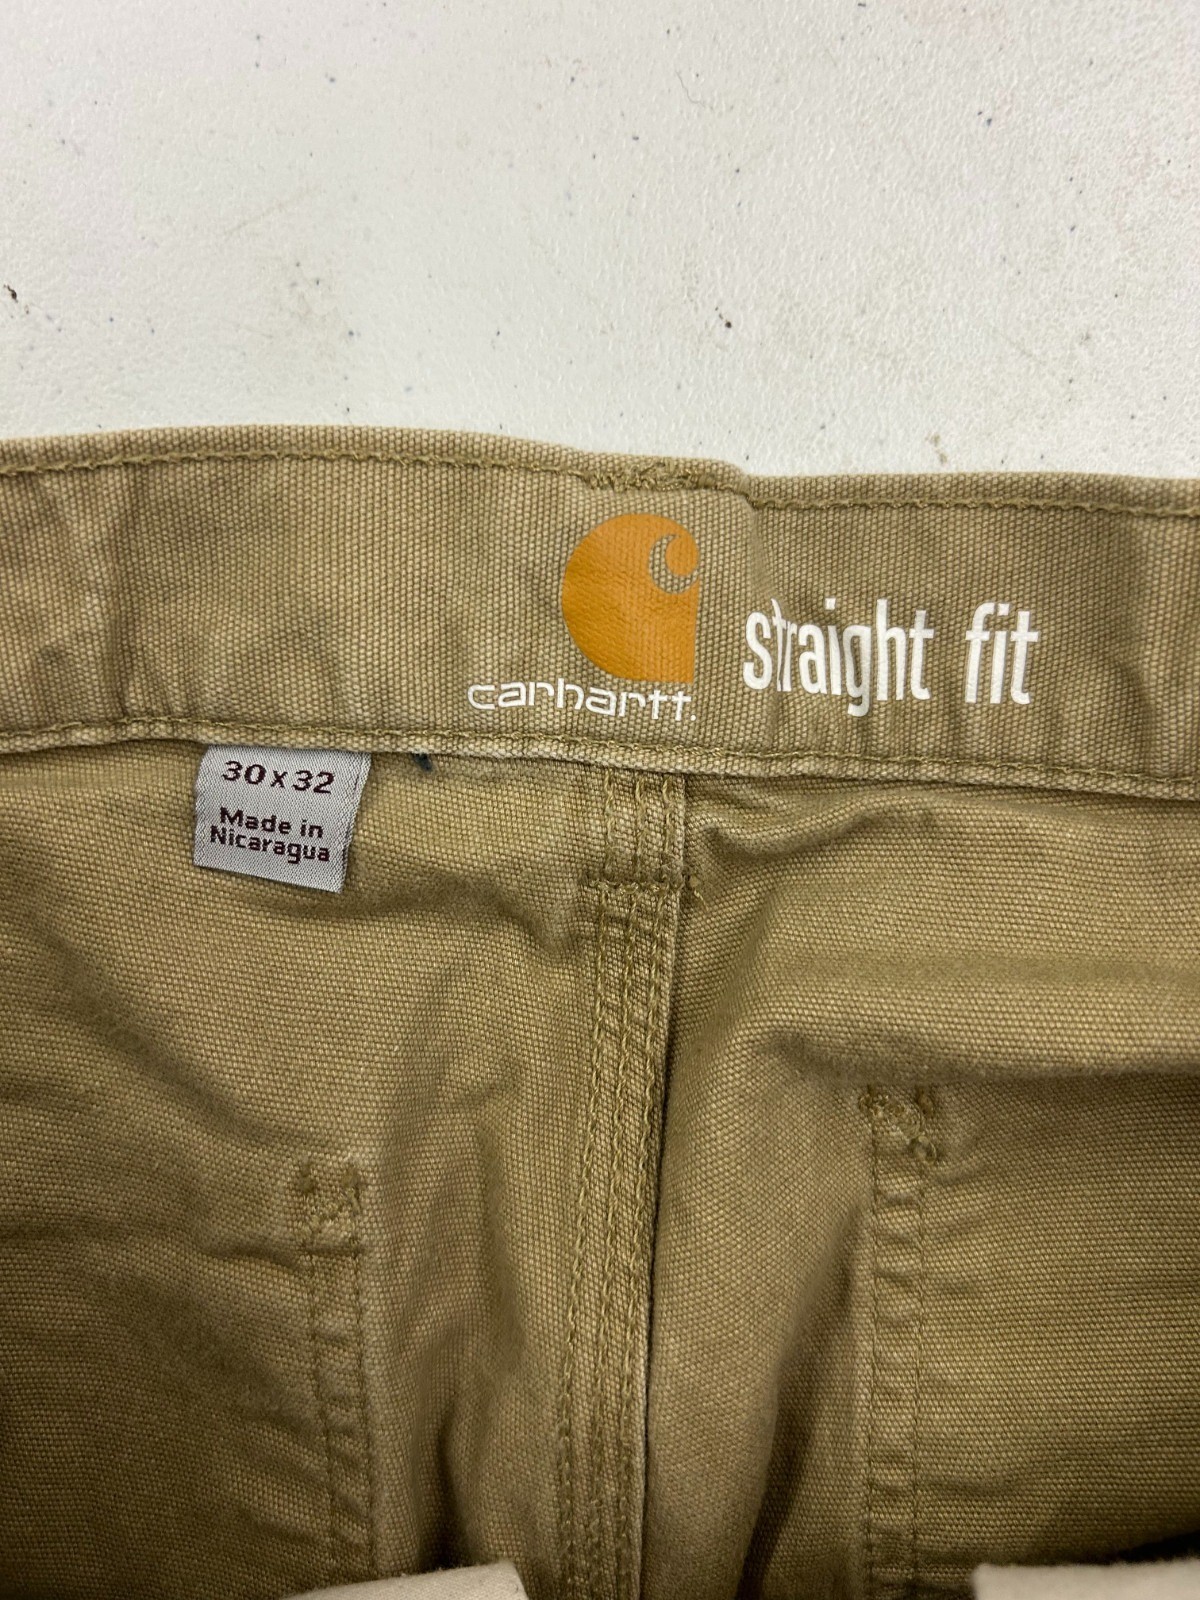 carhartt.
straight fit
30 x 32
Made in
Nicaragua